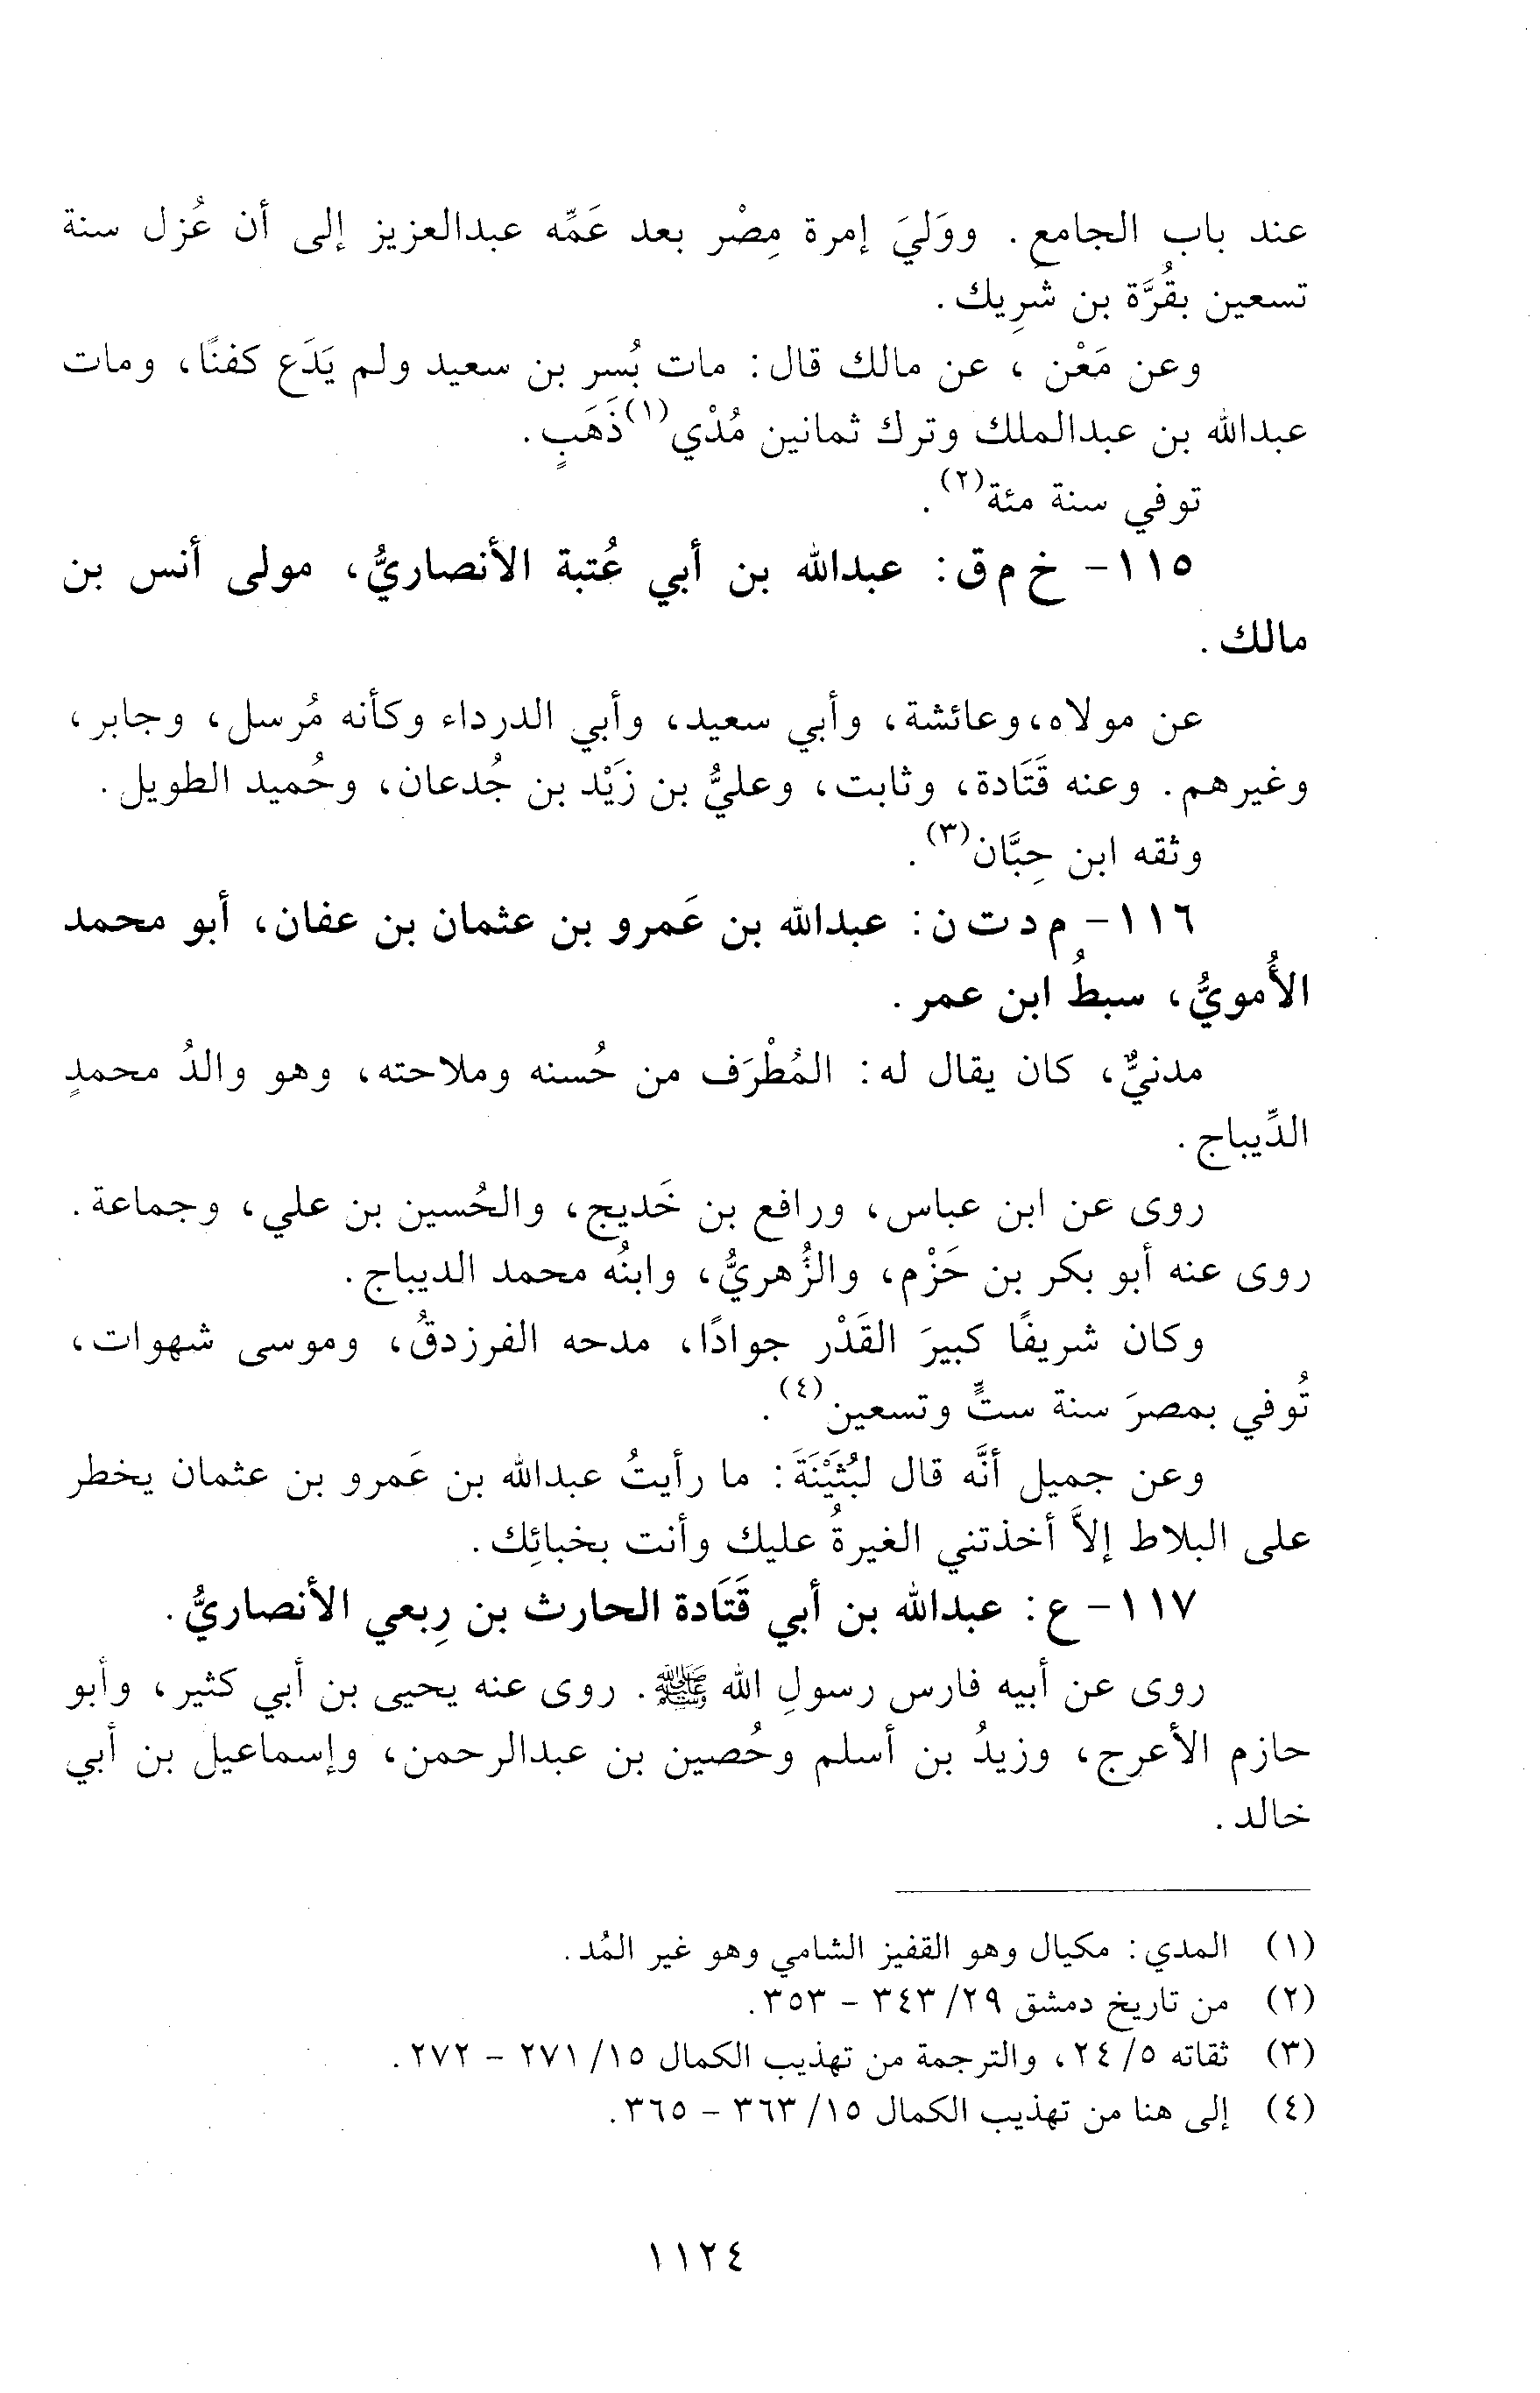 عند باب الجامع. ووَليَ إمرة مِصْر بعد عَمِّه عبدالعزيز إلى أن عُزل سنة
تسعين بقُرَّة بن شَرِيك.
وعن مَعْن، عن مالك قال: مات بُسر بن سعيد ولم يَدَع كفنًا، ومات
عبدالله بن عبدالملك وترك ثمانين مُدْي(١) ذَهَبٍ.
توفي سنة مئة(٢).
١١٥- خ م ق: عبدالله بن أبي عُتبة الأنصاريُّ، مولى أنس بن
مالك.
عن مولاه، وعائشة، وأبي سعيد، وأبي الدرداء وكأنه مُرسل، وجابر،
وغيرهم. وعنه قَتَادة، وثابت، وعليُّ بن زَيْد بن جُدعان، وحُميد الطويل.
وثقه ابن حِبَّان(٣).
١١٦- م د ت ن: عبدالله بن عَمرو بن عثمان بن عفان، أبو محمد
الأُمويُّ، سبطُ ابن عمر.
مدنيٌّ، كان يقال له: المُطْرَف من حُسنه وملاحته، وهو والدُ محمدٍ
الدِّيباج.
روى عن ابن عباس، ورافع بن خَديج، والحُسين بن علي، وجماعة.
روى عنه أبو بكر بن حَزْم، والزُّهريُّ، وابنُه محمد الديباج.
وكان شريفًا كبيرَ القَدْر جوادًا، مدحه الفرزدقُ، وموسى شهوات،
تُوفي بمصرَ سنة ستٍّ وتسعين(٤).
وعن جميل أنَّه قال لبُثَيْنَةَ: ما رأيتُ عبدالله بن عَمرو بن عثمان يخطر
على البلاط إلاَّ أخذتني الغيرةُ عليك وأنت بخبائِك.
١١٧- ع: عبدالله بن أبي قَتَادة الحارث بن رِبعي الأنصاريُّ.
روى عن أبيه فارس رسولِ الله ﷺ. روى عنه يحيى بن أبي كثير، وأبو
حازم الأعرج، وزيدُ بن أسلم وحُصين بن عبدالرحمن، وإسماعيل بن أبي
خالد.
(١) المدي: مكيال وهو القفيز الشامي وهو غير المُد.
(٢) من تاريخ دمشق ٢٩/ ٣٤٣ - ٣٥٣.
(٣) ثقاته ٥/ ٢٤، والترجمة من تهذيب الكمال ١٥/ ٢٧١ - ٢٧٢.
(٤) إلى هنا من تهذيب الكمال ١٥/ ٣٦٣ - ٣٦٥.
١١٢٤